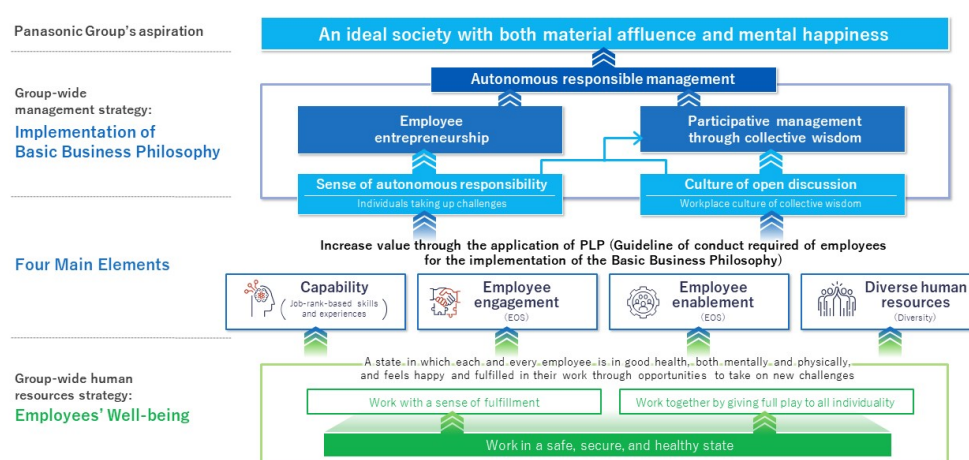 Panasonic Group's aspiration
An ideal society with both material affluence and mental happiness
Autonomous responsible management
Group-wide
management strategy:
Implementation of
Basic Business Philosophy
Employee
entrepreneurship
Participative management
through collective wisdom
Sense of autonomous responsibility
Individuals taking up challenges
Culture of open discussion
Workplace culture of collective wisdom
Increase value through the application of PLP (Guideline of conduct required of employees
for the implementation of the Basic Business Philosophy)
Four Main Elements
Capability
(Job-rank-based skills
and experiences)
Employee
engagement
(EOS)
Employee
enablement
(EOS)
Diverse human
resources
(Diversity)
A state in which each and every employee is in good health, both mentally and physically,
and feels happy and fulfilled in their work through opportunities to take on new challenges
Group-wide human
resources strategy:
Employees' Well-being
Work with a sense of fulfillment
Work together by giving full play to all individuality
Work in a safe, secure, and healthy state